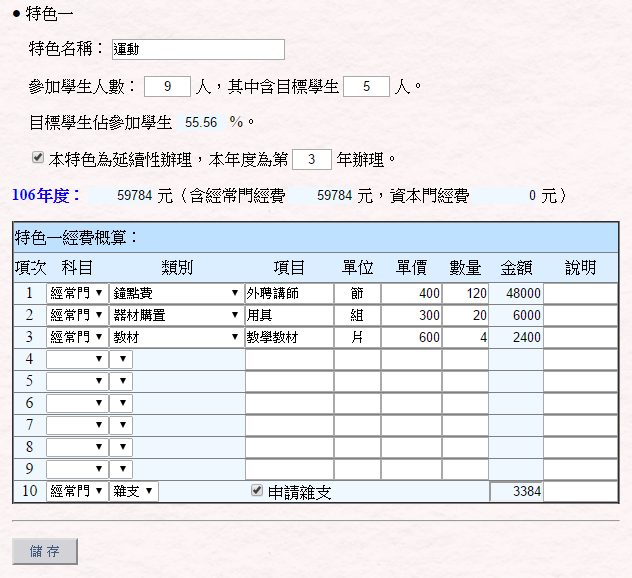 ● 特色一
特色名稱： 運動
參加學生人數： 9 人，其中含目標學生 5 人。
目標學生佔參加學生 55.56 %。
本特色為延續性辦理，本年度為第 3 年辦理。
106年度： 59784 元（含經常門經費 59784 元，資本門經費 0 元）
特色一經費概算：
項次 科目 類別 項目 單位 單價 數量 金額 說明
1 經常門 鐘點費 外聘講師 節 400 120 48000
2 經常門 器材購置 用具 組 300 20 6000
3 經常門 教材 教學教材 片 600 4 2400
4
5
6
7
8
9
10 經常門 雜支 申請雜支 3384
儲 存